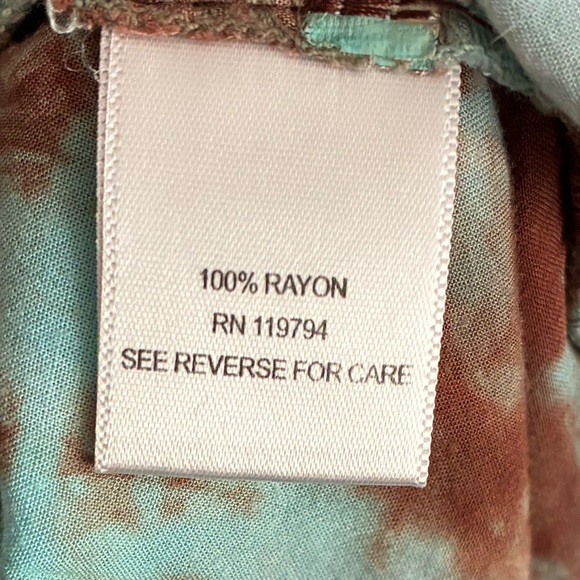 100% RAYON
RN 119794
SEE REVERSE FOR CARE